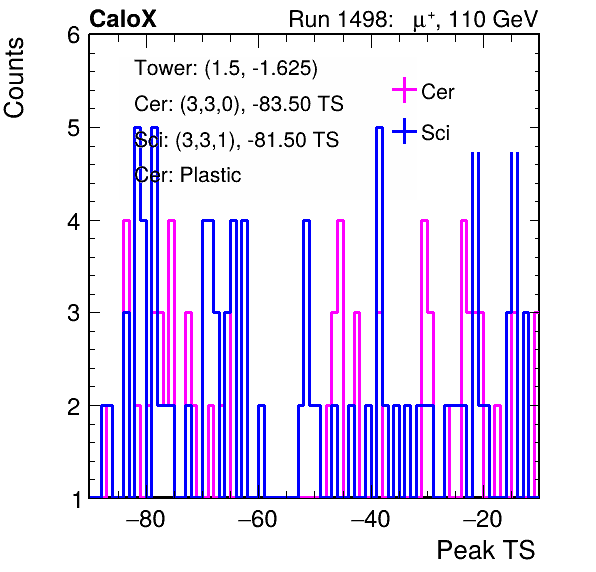 CaloX Run 1498: μ⁺, 110 GeV
Counts
6
5
4
3
2
1
Tower: (1.5, -1.625)
Cer: (3,3,0), -83.50 TS
Sci: (3,3,1), -81.50 TS
Cer: Plastic
Cer
Sci
−80 −60 −40 −20
Peak TS